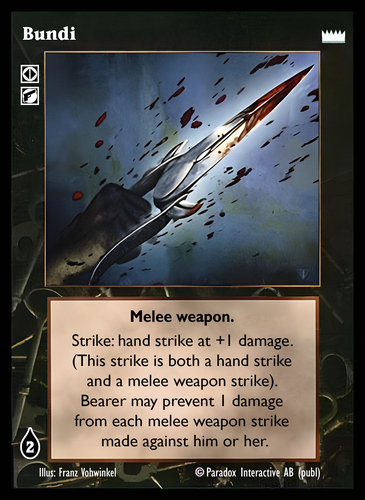 Bundi
Melee weapon.
Strike: hand strike at +1 damage.
(This strike is both a hand strike
and a melee weapon strike).
Bearer may prevent 1 damage
from each melee weapon strike
made against him or her.
2
Illus: Franz Vohwinkel © Paradox Interactive AB (publ)